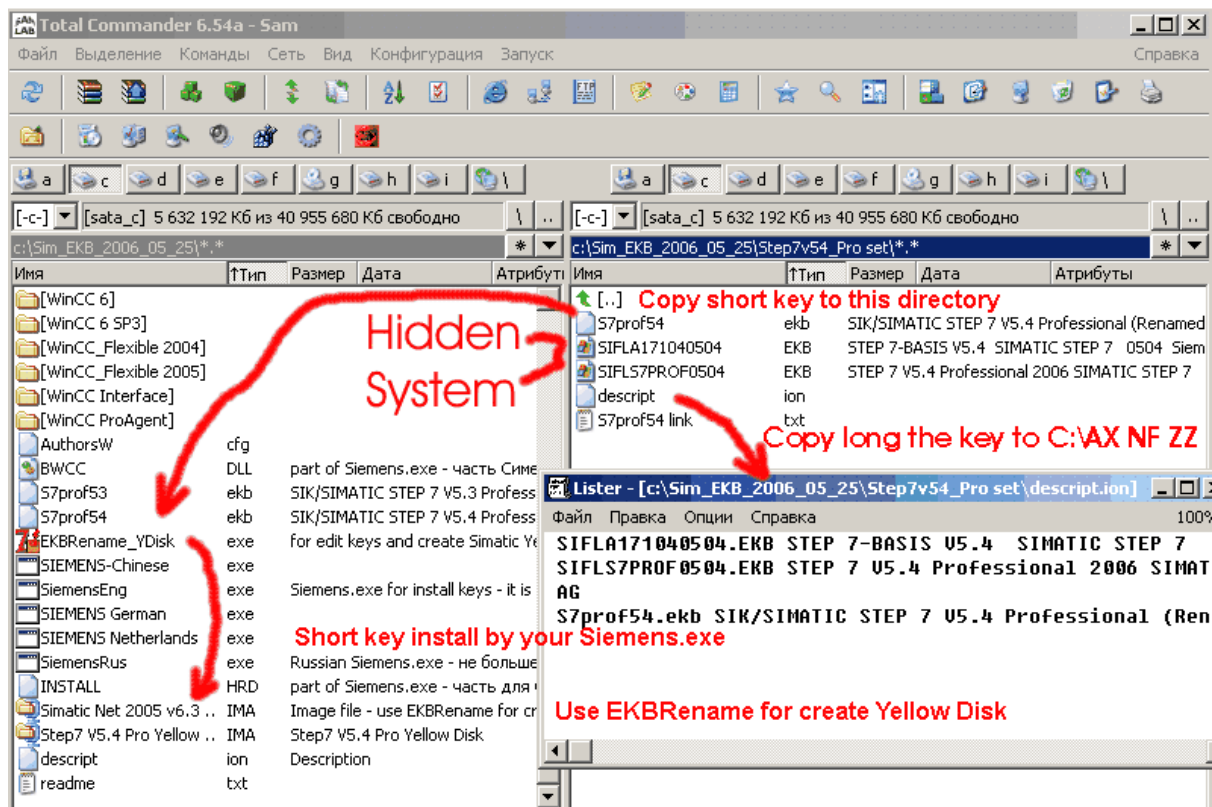 Total Commander 6.54a - Sam
Файл Выделение Команды Сеть Вид Конфигурация Запуск Справка
a c d e f g h i \
a c d e f g h i \
[-c-] [sata_c] 5 632 192 Кб из 40 955 680 Кб свободно \ ..
[-c-] [sata_c] 5 632 192 Кб из 40 955 680 Кб свободно \ ..
c:\Sim_EKB_2006_05_25\*.* *
c:\Sim_EKB_2006_05_25\Step7v54_Pro set\*.* *
Имя ↑Тип Размер Дата Атрибуты
[WinCC 6]
[WinCC 6 SP3]
[WinCC_Flexible 2004]
[WinCC_Flexible 2005]
[WinCC Interface]
[WinCC ProAgent]
AuthorsW cfg
BWCC DLL part of Siemens.exe - часть Симе
S7prof53 ekb SIK/SIMATIC STEP 7 V5.3 Profess
S7prof54 ekb SIK/SIMATIC STEP 7 V5.4 Profess
EKBRename_YDisk exe for edit keys and create Simatic Ye
SIEMENS-Chinese exe
SiemensEng exe Siemens.exe for install keys - it is
SIEMENS German exe
SIEMENS Netherlands exe
SiemensRus exe Russian Siemens.exe - не больше
INSTALL HRD part of Siemens.exe - часть для
Simatic Net 2005 v6.3 .. IMA Image file - use EKBRename for cr
Step7 V5.4 Pro Yellow .. IMA Step7 V5.4 Pro Yellow Disk
descript ion Description
readme txt
Имя ↑Тип Размер Дата Атрибуты
[..] Copy short key to this directory
S7prof54 ekb SIK/SIMATIC STEP 7 V5.4 Professional (Renamed
SIFLA171040504 EKB STEP 7-BASIS V5.4 SIMATIC STEP 7 0504 Siem
SIFLS7PROF0504 EKB STEP 7 V5.4 Professional 2006 SIMATIC STEP 7
descript ion
S7prof54 link txt
Hidden
System
Copy long the key to C:\AX NF ZZ
Lister - [c:\Sim_EKB_2006_05_25\Step7v54_Pro set\descript.ion]
Файл Правка Опции Справка 100%
SIFLA171040504.EKB STEP 7-BASIS V5.4 SIMATIC STEP 7
SIFLS7PROF0504.EKB STEP 7 V5.4 Professional 2006 SIMAT
AG
S7prof54.ekb SIK/SIMATIC STEP 7 V5.4 Professional (Ren
Short key install by your Siemens.exe
Use EKBRename for create Yellow Disk